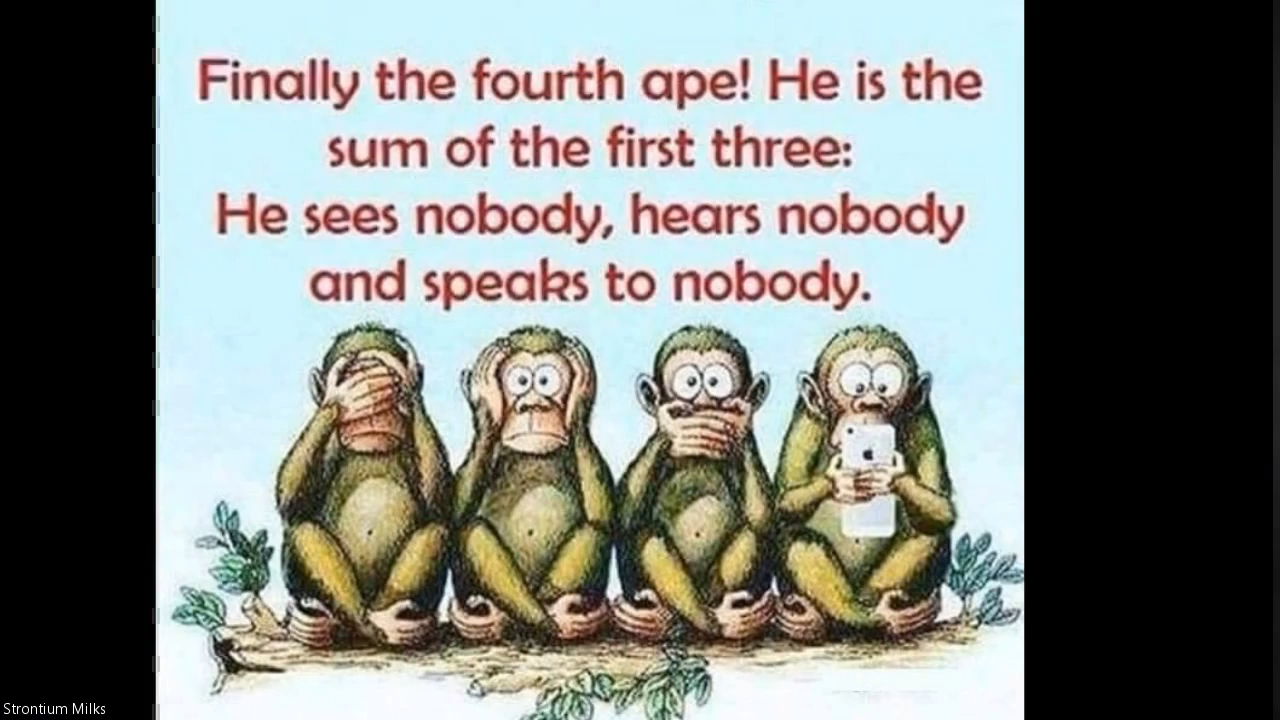 Finally the fourth ape! He is the
sum of the first three:
He sees nobody, hears nobody
and speaks to nobody.
Strontium Milks